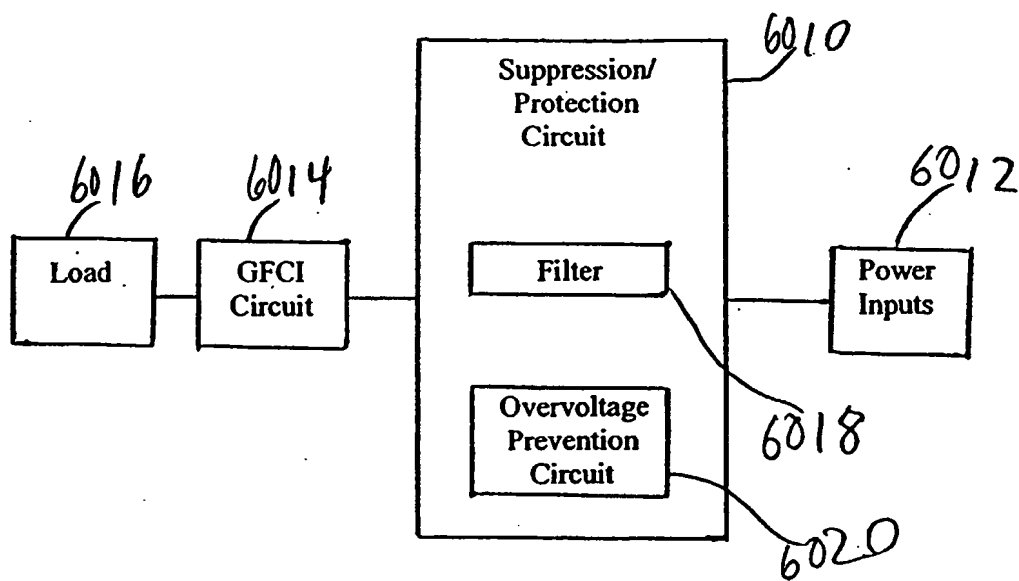 6010
Suppression/
Protection
Circuit
6016
6014
6012
Load
GFCI
Circuit
Filter
Power
Inputs
Overvoltage
Prevention
Circuit
6018
6020